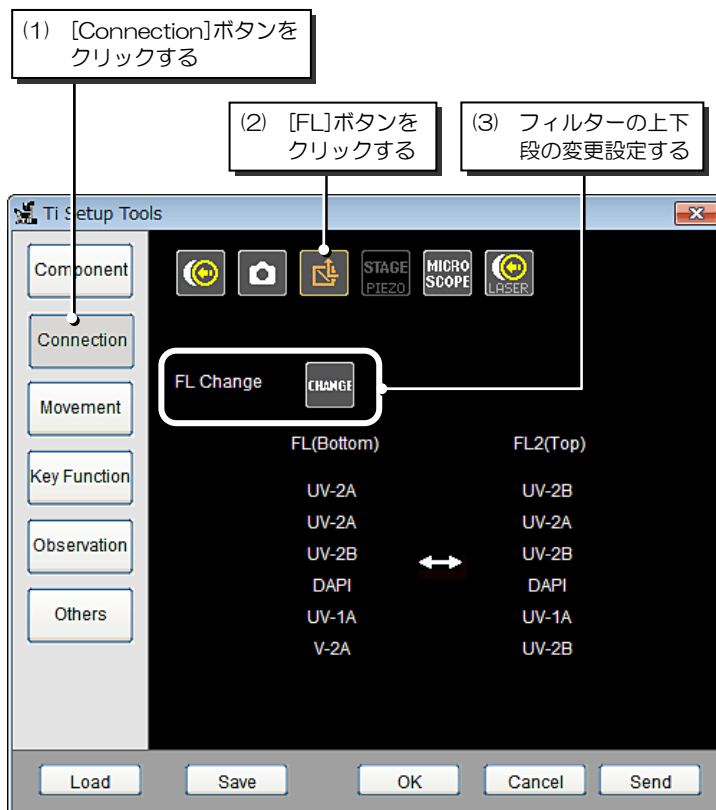 (1) [Connection]ボタンを
クリックする
(2) [FL]ボタンを
クリックする
(3) フィルターの上下
段の変更設定する
Ti Setup Tools
Component
STAGE
PIEZO
MICRO
SCOPE
LASER
Connection
FL Change
CHANGE
Movement
FL(Bottom) FL2(Top)
Key Function
UV-2A UV-2B
UV-2A UV-2A
Observation
UV-2B UV-2B
DAPI DAPI
Others
UV-1A UV-1A
V-2A UV-2B
Load Save OK Cancel Send